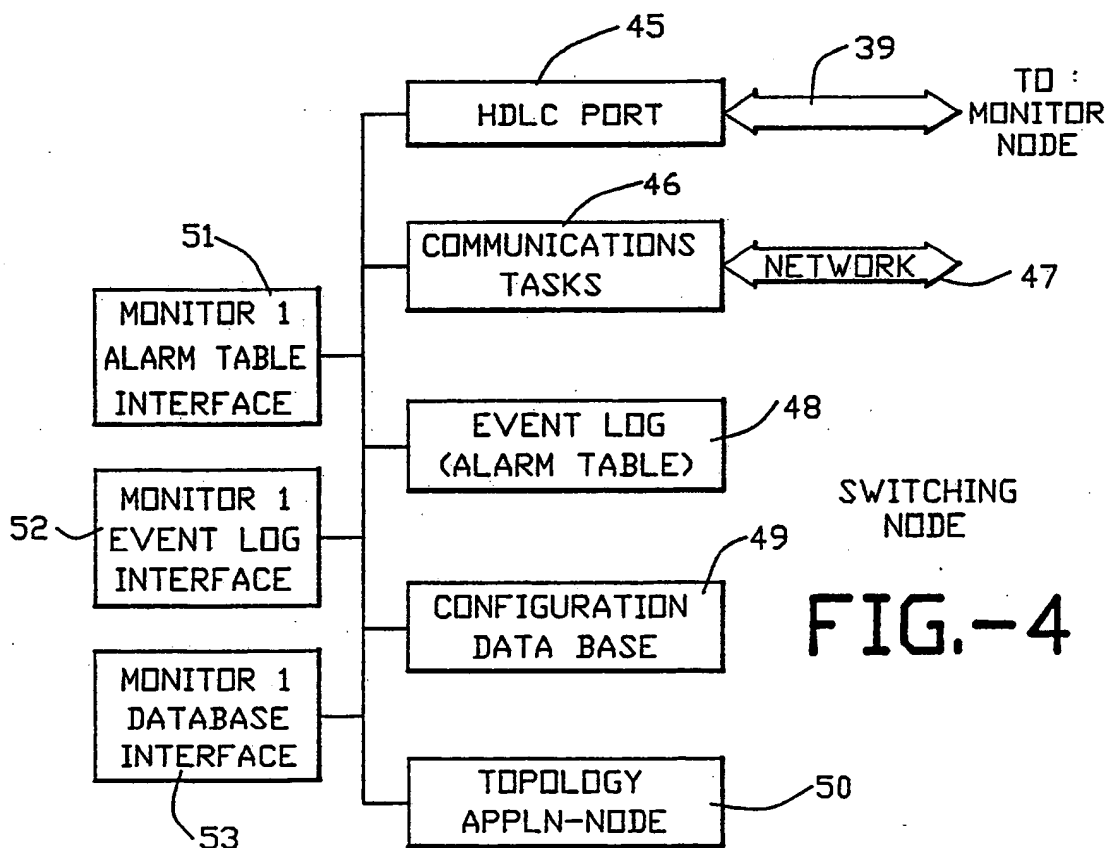 45
HDLC PORT
39
TO :
MONITOR
NODE
46
COMMUNICATIONS
TASKS
NETWORK
47
51
MONITOR 1
ALARM TABLE
INTERFACE
EVENT LOG
(ALARM TABLE)
48
52
MONITOR 1
EVENT LOG
INTERFACE
SWITCHING
NODE
49
CONFIGURATION
DATA BASE
FIG.-4
MONITOR 1
DATABASE
INTERFACE
53
TOPOLOGY
APPLN-NODE
50